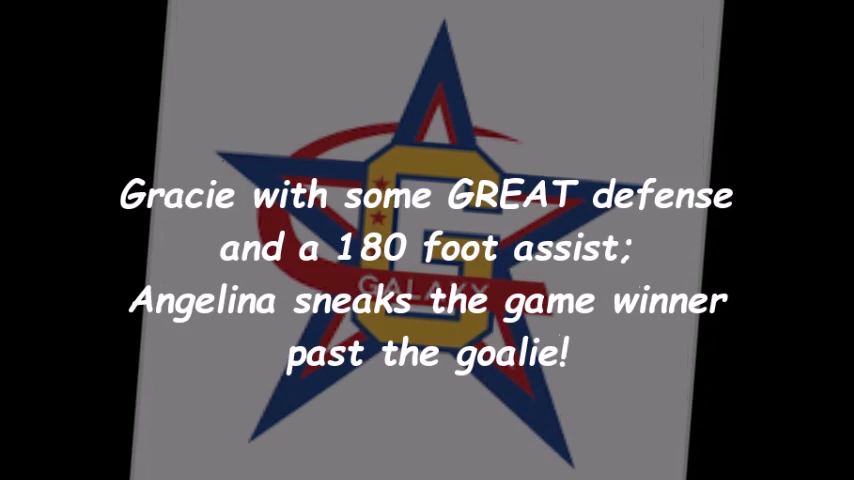 Gracie with some GREAT defense
and a 180 foot assist;
Angelina sneaks the game winner
past the goalie!
G
GALAXY